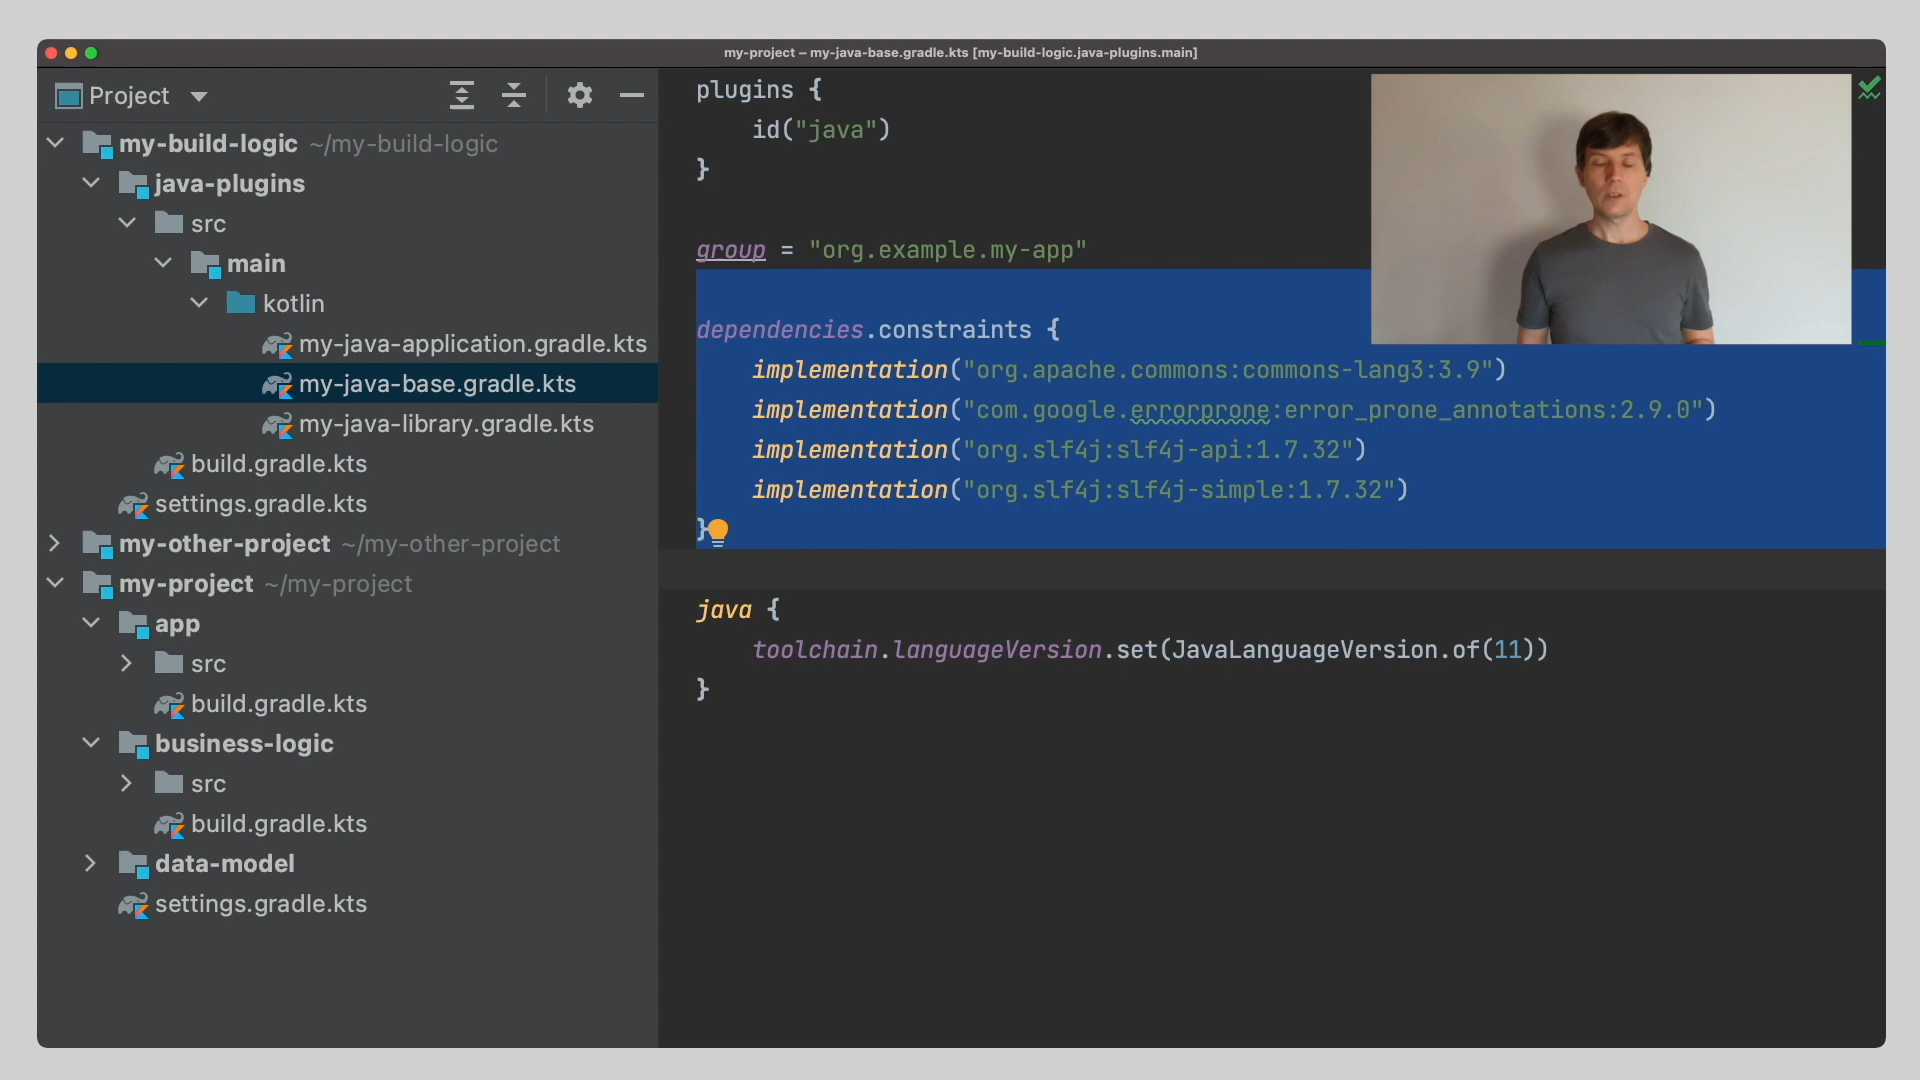 my-project – my-java-base.gradle.kts [my-build-logic.java-plugins.main]
Project
my-build-logic ~/my-build-logic
java-plugins
src
main
kotlin
my-java-application.gradle.kts
my-java-base.gradle.kts
my-java-library.gradle.kts
build.gradle.kts
settings.gradle.kts
my-other-project ~/my-other-project
my-project ~/my-project
app
src
build.gradle.kts
business-logic
src
build.gradle.kts
data-model
settings.gradle.kts
plugins {
    id("java")
}
group = "org.example.my-app"
dependencies.constraints {
    implementation("org.apache.commons:commons-lang3:3.9")
    implementation("com.google.errorprone:error_prone_annotations:2.9.0")
    implementation("org.slf4j:slf4j-api:1.7.32")
    implementation("org.slf4j:slf4j-simple:1.7.32")
}
java {
    toolchain.languageVersion.set(JavaLanguageVersion.of(11))
}